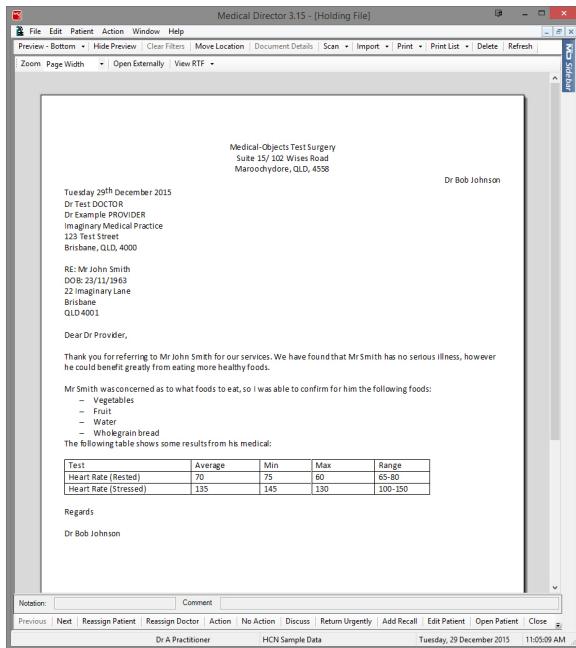 Medical Director 3.15 - [Holding File]
File Edit Patient Action Window Help
Preview - Bottom Hide Preview Clear Filters Move Location Document Details Scan Import Print Print List Delete Refresh
Zoom Page Width Open Externally View RTF
MD Sidebar
Medical-Objects Test Surgery
Suite 15/ 102 Wises Road
Maroochydore, QLD, 4558
Dr Bob Johnson
Tuesday 29th December 2015
Dr Test DOCTOR
Dr Example PROVIDER
Imaginary Medical Practice
123 Test Street
Brisbane, QLD, 4000
RE: Mr John Smith
DOB: 23/11/1963
22 Imaginary Lane
Brisbane
QLD 4001
Dear Dr Provider,
Thank you for referring to Mr John Smith for our services. We have found that Mr Smith has no serious illness, however
he could benefit greatly from eating more healthy foods.
Mr Smith was concerned as to what foods to eat, so I was able to confirm for him the following foods:
– Vegetables
– Fruit
– Water
– Wholegrain bread
The following table shows some results from his medical:
Test Average Min Max Range
Heart Rate (Rested) 70 75 60 65-80
Heart Rate (Stressed) 135 145 130 100-150
Regards
Dr Bob Johnson
Notation: Comment
Previous Next Reassign Patient Reassign Doctor Action No Action Discuss Return Urgently Add Recall Edit Patient Open Patient Close
Dr A Practitioner HCN Sample Data Tuesday, 29 December 2015 11:05:09 AM